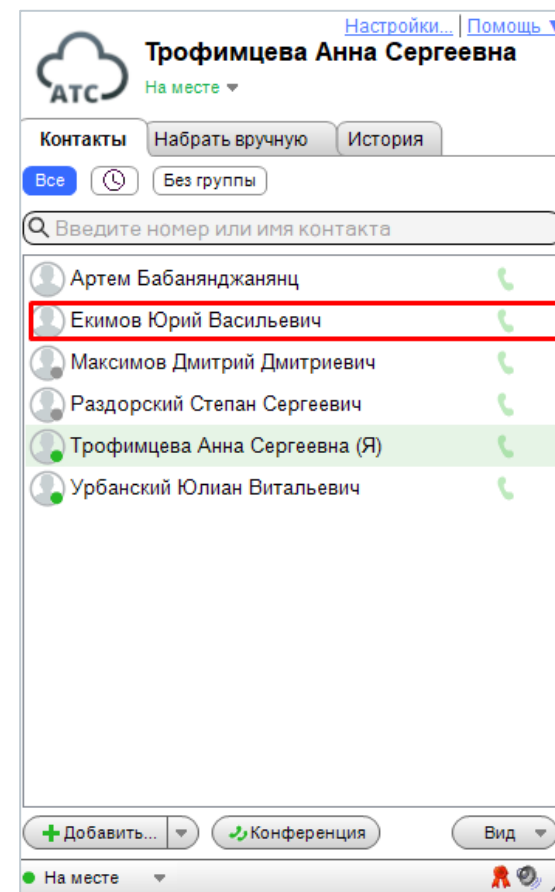 Настройки... | Помощь
Трофимцева Анна Сергеевна
АТС
На месте
Контакты Набрать вручную История
Все Без группы
Введите номер или имя контакта
Артем Бабанянджанянц
Екимов Юрий Васильевич
Максимов Дмитрий Дмитриевич
Раздорский Степан Сергеевич
Трофимцева Анна Сергеевна (Я)
Урбанский Юлиан Витальевич
Добавить... Конференция Вид
На месте